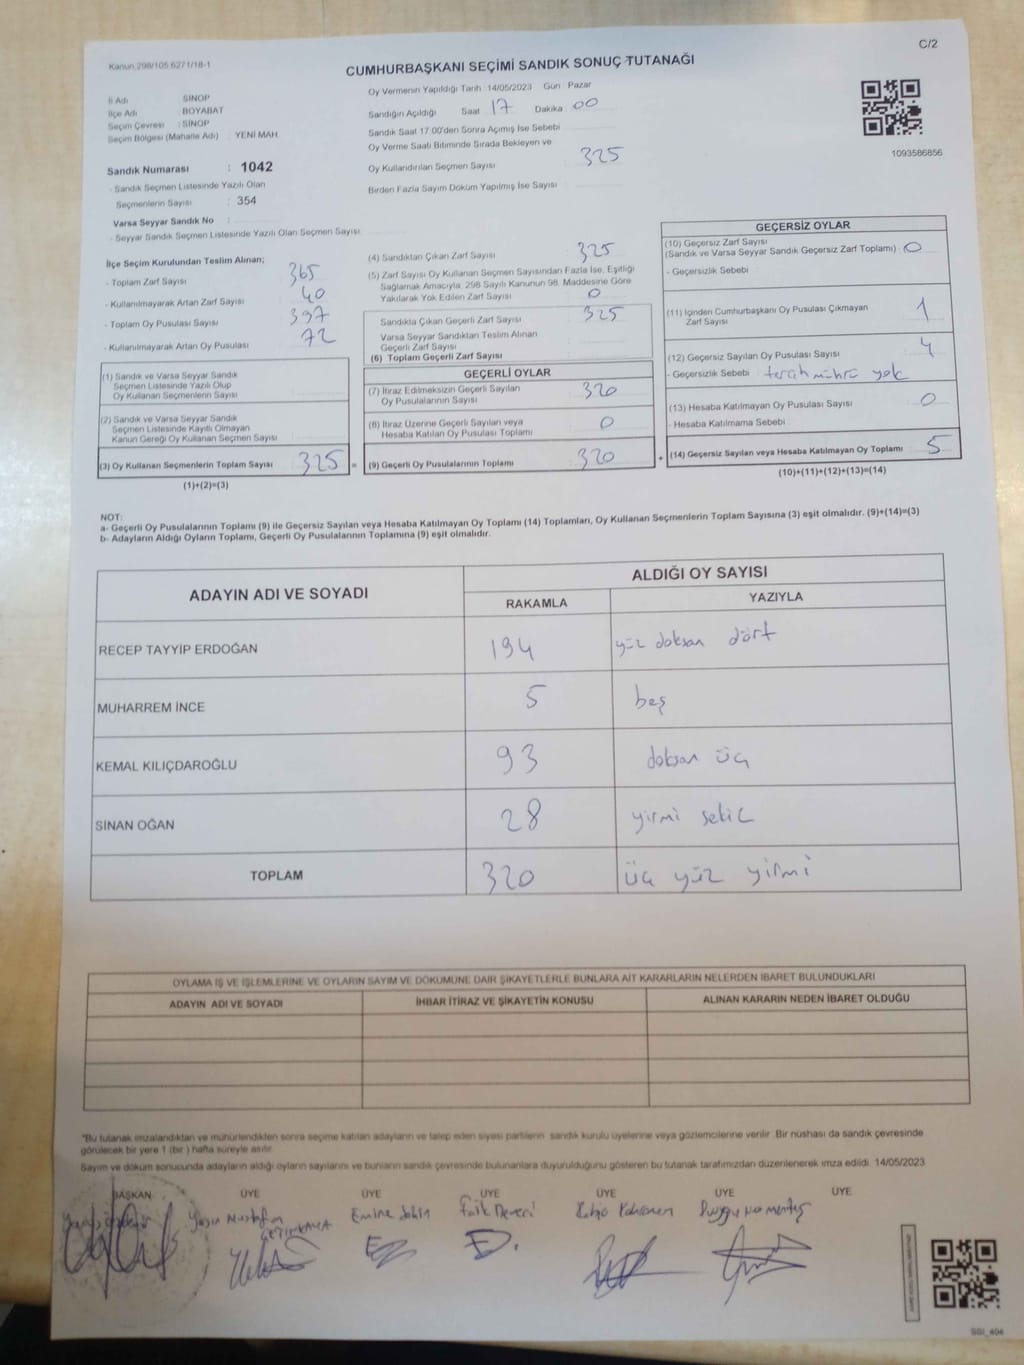 C/2
Kanun 298/105 6271/18-1
CUMHURBAŞKANI SEÇİMİ SANDIK SONUÇ TUTANAĞI
İl Adı : SİNOP
İlçe Adı : BOYABAT
Seçim Çevresi : SİNOP
Seçim Bölgesi (Mahalle Adı) : YENİ MAH.
Sandık Numarası : 1042
- Sandık Seçmen Listesinde Yazılı Olan
Seçmenlerin Sayısı : 354
Varsa Seyyar Sandık No :
- Seyyar Sandık Seçmen Listesinde Yazılı Olan Seçmen Sayısı
Oy Vermenin Yapıldığı Tarih : 14/05/2023 Gün : Pazar
Sandığın Açıldığı Saat 17 Dakika 00
Sandık Saat 17:00'den Sonra Açımış İse Sebebi
Oy Verme Saati Bitiminde Sırada Bekleyen ve
Oy Kullandırılan Seçmen Sayısı : 325
Birden Fazla Sayım Döküm Yapılmış İse Sayısı
1093586856
İlçe Seçim Kurulundan Teslim Alınan;
- Toplam Zarf Sayısı 365
- Kullanılmayarak Artan Zarf Sayısı 40
- Toplam Oy Pusulası Sayısı 397
- Kullanılmayarak Artan Oy Pusulası 72
(1) Sandık ve Varsa Seyyar Sandık
Seçmen Listesinde Yazılı Olup
Oy Kullanan Seçmenlerin Sayısı
(2) Sandık ve Varsa Seyyar Sandık
Seçmen Listesinde Kayıtlı Olmayan
Kanun Gereği Oy Kullanan Seçmen Sayısı
(3) Oy Kullanan Seçmenlerin Toplam Sayısı 325 =
(1)+(2)=(3)
(4) Sandıktan Çıkan Zarf Sayısı : 325
(5) Zarf Sayısı Oy Kullanan Seçmen Sayısından Fazla İse, Eşitliği
Sağlamak Amacıyla, 298 Sayılı Kanunun 98. Maddesine Göre
Yakılarak Yok Edilen Zarf Sayısı : 0
Sandıkta Çıkan Geçerli Zarf Sayısı : 325
Varsa Seyyar Sandıktan Teslim Alınan
Geçerli Zarf Sayısı
(6) Toplam Geçerli Zarf Sayısı
GEÇERLİ OYLAR
(7) İtiraz Edilmeksizin Geçerli Sayılan
Oy Pusulalarının Sayısı : 320
(8) İtiraz Üzerine Geçerli Sayılan veya
Hesaba Katılan Oy Pusulası Toplamı : 0
(9) Geçerli Oy Pusulalarının Toplamı : 320 +
GEÇERSİZ OYLAR
(10) Geçersiz Zarf Sayısı
(Sandık ve Varsa Seyyar Sandık Geçersiz Zarf Toplamı) : 0
- Geçersizlik Sebebi
(11) İçinden Cumhurbaşkanı Oy Pusulası Çıkmayan
Zarf Sayısı 1
(12) Geçersiz Sayılan Oy Pusulası Sayısı : 4
- Geçersizlik Sebebi tercih mührü yok
(13) Hesaba Katılmayan Oy Pusulası Sayısı : 0
- Hesaba Katılmama Sebebi
(14) Geçersiz Sayılan veya Hesaba Katılmayan Oy Toplamı : 5
(10)+(11)+(12)+(13)=(14)
NOT:
a- Geçerli Oy Pusulalarının Toplamı (9) ile Geçersiz Sayılan veya Hesaba Katılmayan Oy Toplamı (14) Toplamları, Oy Kullanan Seçmenlerin Toplam Sayısına (3) eşit olmalıdır. (9)+(14)=(3)
b- Adayların Aldığı Oyların Toplamı, Geçerli Oy Pusulalarının Toplamına (9) eşit olmalıdır.
ADAYIN ADI VE SOYADI
ALDIĞI OY SAYISI
RAKAMLA YAZIYLA
RECEP TAYYİP ERDOĞAN 194 yüz doksan dört
MUHARREM İNCE 5 beş
KEMAL KILIÇDAROĞLU 93 doksan üç
SİNAN OĞAN 28 yirmi sekiz
TOPLAM 320 üç yüz yirmi
OYLAMA İŞ VE İŞLEMLERİNE VE OYLARIN SAYIM VE DÖKÜMÜNE DAİR ŞİKAYETLERLE BUNLARA AİT KARARLARIN NELERDEN İBARET BULUNDUKLARI
ADAYIN ADI VE SOYADI İHBAR İTİRAZ VE ŞİKAYETİN KONUSU ALINAN KARARIN NEDEN İBARET OLDUĞU
*Bu tutanak imzalandıktan ve mühürlendikten sonra seçime katılan adayların ve talep eden siyasi partilerin sandık kurulu üyelerine veya gözlemcilerine verilir. Bir nüshası da sandık çevresinde
görülecek bir yere 1 (bir) hafta süreyle asılır.
Sayım ve döküm sonucunda adayların aldığı oyların sayılarını ve bunların sandık çevresinde bulunanlara duyurulduğunu gösteren bu tutanak tarafımızdan düzenlenerek imza edildi. 14/05/2023
BAŞKAN ÜYE ÜYE ÜYE ÜYE ÜYE ÜYE
Emine Şahin Faik Deveci